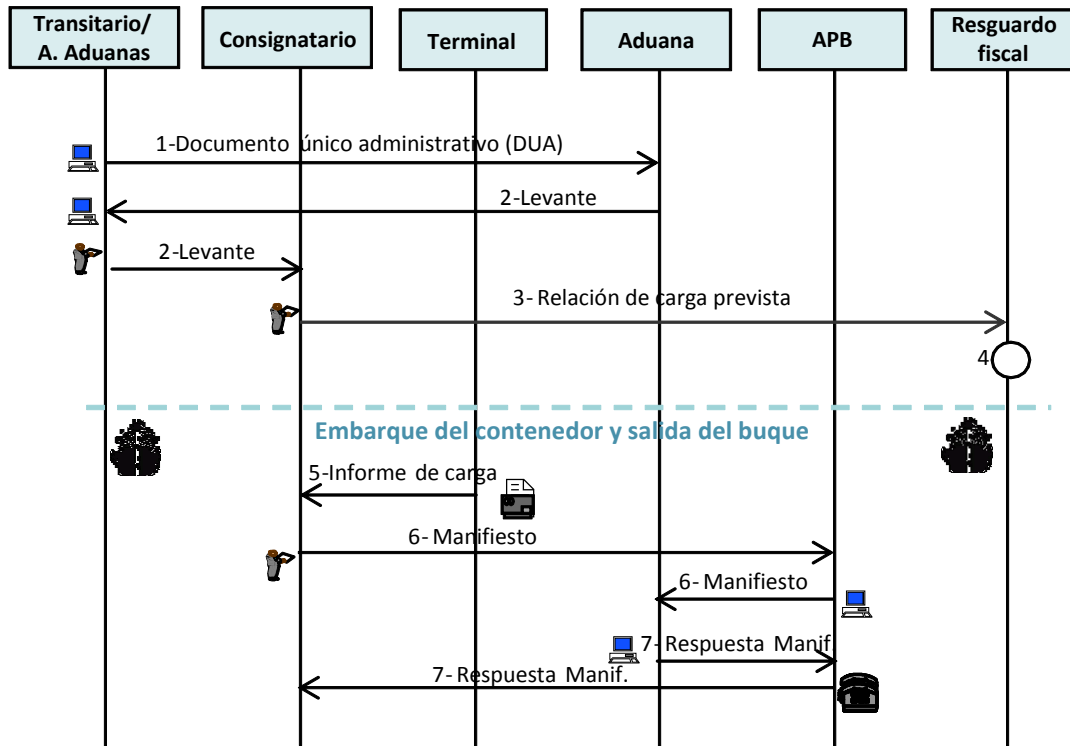 Transitario/
A. Aduanas
Consignatario
Terminal
Aduana
APB
Resguardo
fiscal
1-Documento único administrativo (DUA)
2-Levante
2-Levante
3- Relación de carga prevista
4
Embarque del contenedor y salida del buque
5-Informe de carga
6- Manifiesto
6- Manifiesto
7- Respuesta Manif.
7- Respuesta Manif.